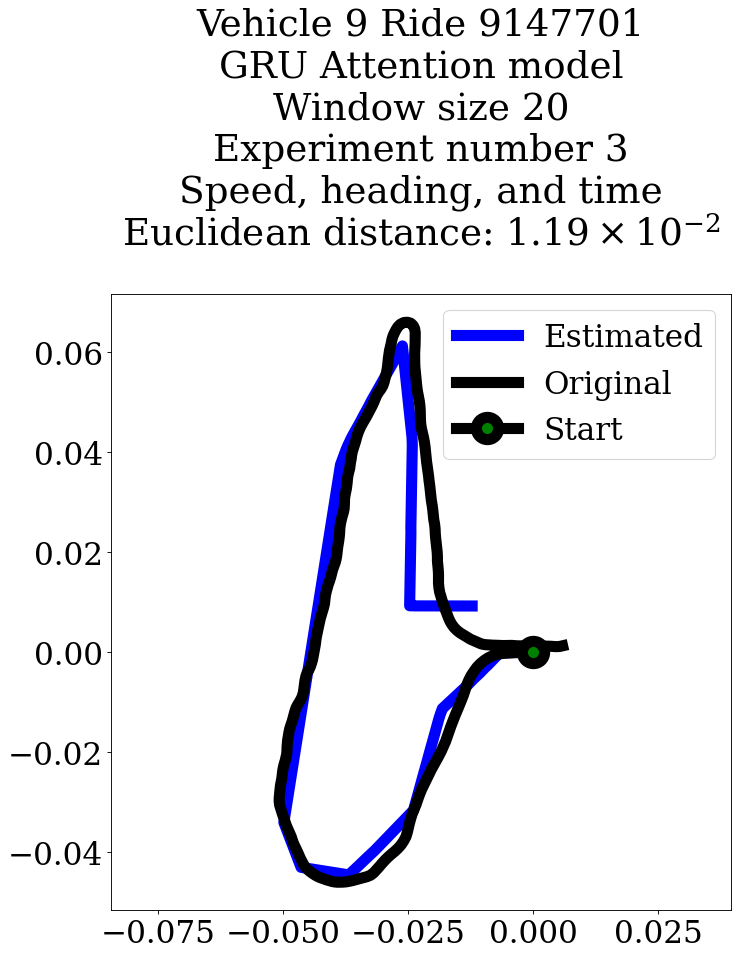 Vehicle 9 Ride 9147701
GRU Attention model
Window size 20
Experiment number 3
Speed, heading, and time
Euclidean distance: 1.19 × 10⁻²
Estimated
Original
Start
0.06
0.04
0.02
0.00
−0.02
−0.04
−0.075 −0.050 −0.025 0.000 0.025